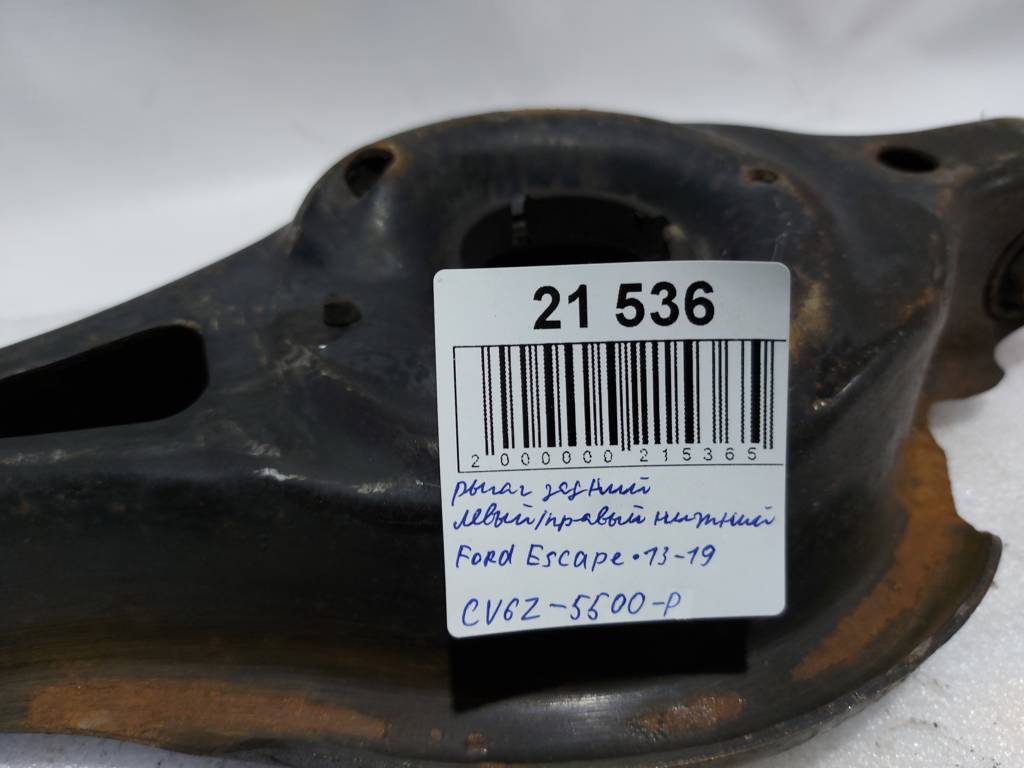 21 536
2 000000 215365
рычаг задний
левый/правый нижний
Ford Escape•13-19
CV6Z-5500-P